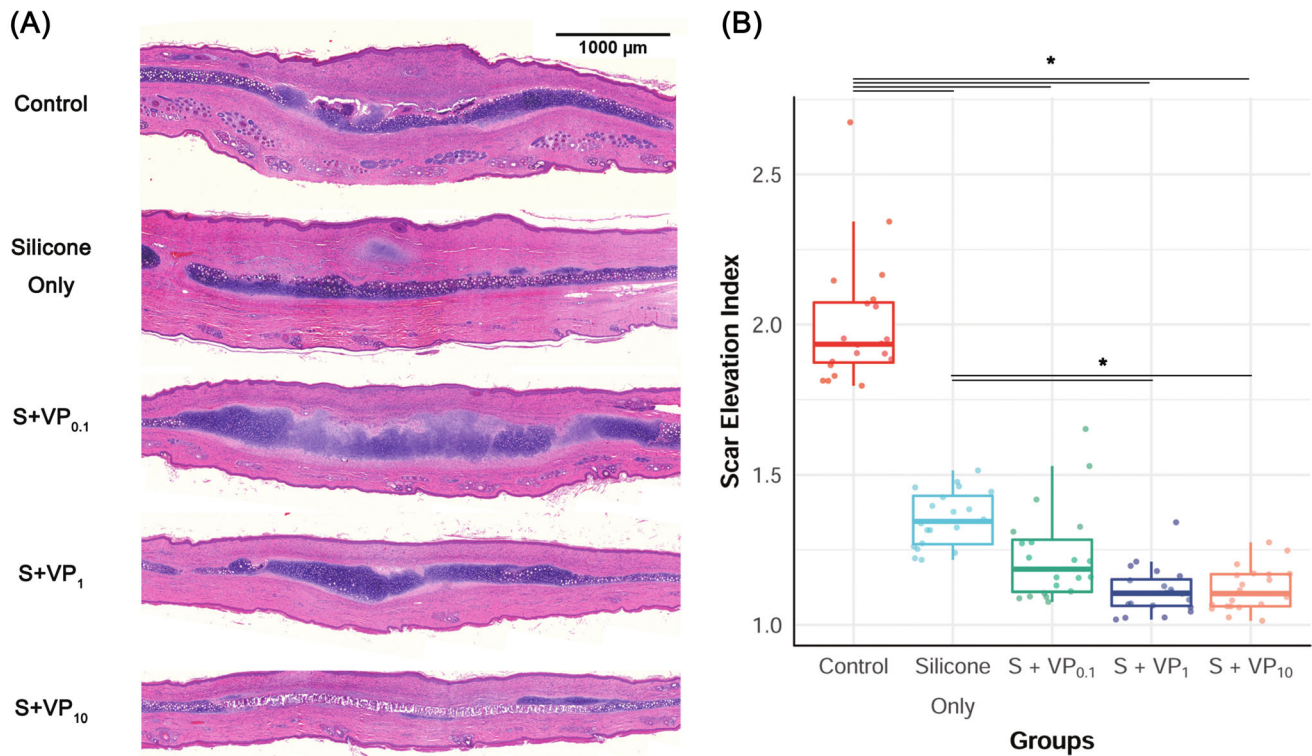 (A)
1000 µm
Control
Silicone
Only
S+VP0.1
S+VP1
S+VP10
(B)
*
*
Scar Elevation Index
2.5
2.0
1.5
1.0
Control
Silicone
Only
S + VP0.1
S + VP1
S + VP10
Groups